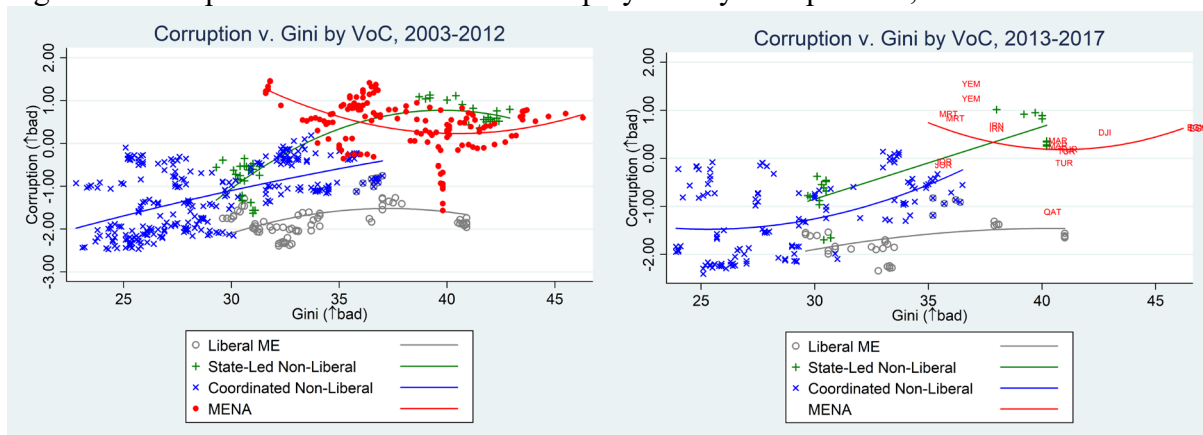 Corruption v. Gini by VoC, 2003-2012
2.00
1.00
0.00
-1.00
-2.00
-3.00
Corruption (↑bad)
25 30 35 40 45
Gini (↑bad)
Liberal ME
State-Led Non-Liberal
Coordinated Non-Liberal
MENA
Corruption v. Gini by VoC, 2013-2017
2.00
1.00
0.00
-1.00
-2.00
Corruption (↑bad)
YEM
YEM
MRT
MRT
IRN
DJI
MAR
TUR
QAT
25 30 35 40 45
Gini (↑bad)
Liberal ME
State-Led Non-Liberal
Coordinated Non-Liberal
MENA